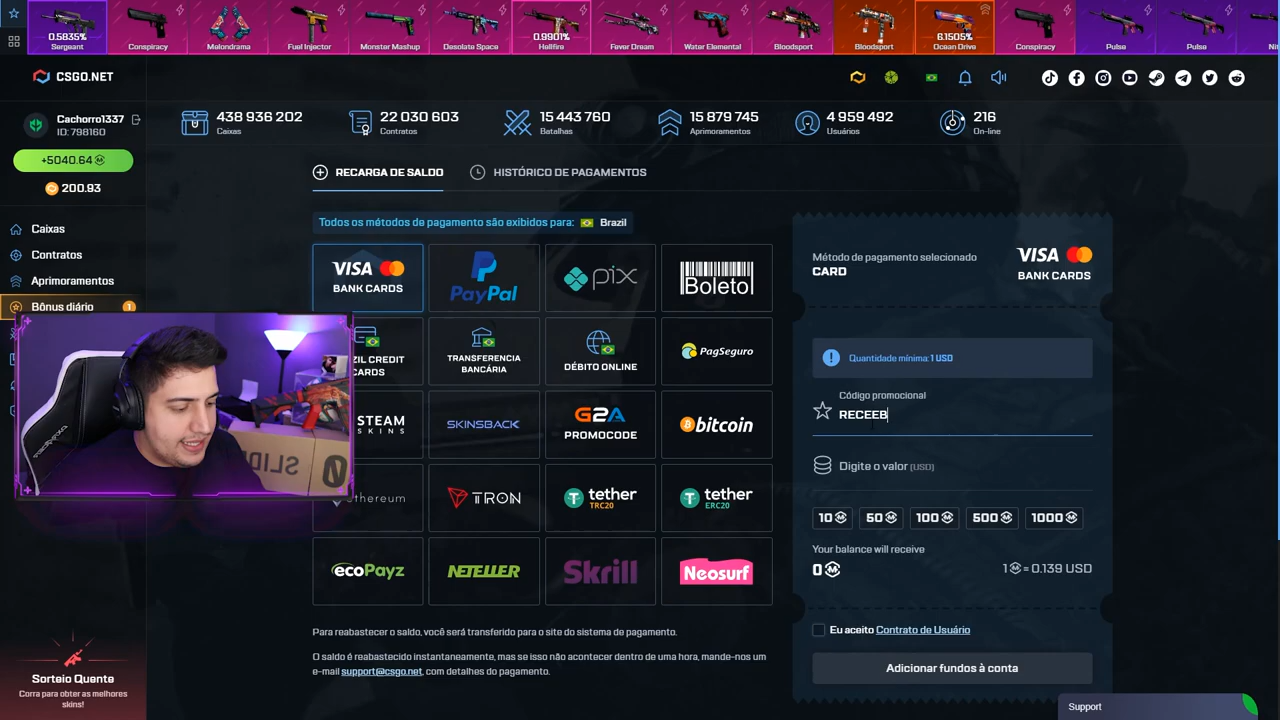 0.5835%
Sergeant
Conspiracy
Melondrama
Fuel Injector
Monster Mashup
Desolate Space
0.9901%
Hellfire
Fever Dream
Water Elemental
Bloodsport
Bloodsport
6.1505%
Ocean Drive
Conspiracy
Pulse
Pulse
CSGO.NET
Cachorro1337
ID: 798160
+5040.64
200.93
438 936 202
Caixas
22 030 603
Contratos
15 443 760
Batalhas
15 879 745
Aprimoramentos
4 959 492
Usuários
216
On-line
Caixas
Contratos
Aprimoramentos
Bônus diário 1
RECARGA DE SALDO
HISTÓRICO DE PAGAMENTOS
Todos os métodos de pagamento são exibidos para: Brazil
VISA
BANK CARDS
PayPal
pix
Boleto
ZIL CREDIT
CARDS
TRANSFERENCIA
BANCÁRIA
DÉBITO ONLINE
PagSeguro
STEAM
SKINS
SKINSBACK
G2A
PROMOCODE
bitcoin
ethereum
TRON
tether
TRC20
tether
ERC20
ecoPayz
NETELLER
Skrill
Neosurf
Para reabastecer o saldo, você será transferido para o site do sistema de pagamento.
O saldo é reabastecido instantaneamente, mas se isso não acontecer dentro de uma hora, mande-nos um
e-mail support@csgo.net, com detalhes do pagamento.
Método de pagamento selecionado
CARD
VISA
BANK CARDS
Quantidade mínima: 1 USD
Código promocional
RECEEB
Digite o valor (USD)
10
50
100
500
1000
Your balance will receive
0
1 = 0.139 USD
Eu aceito Contrato de Usuário
Adicionar fundos à conta
Sorteio Quente
Corra para obter as melhores
skins!
Support